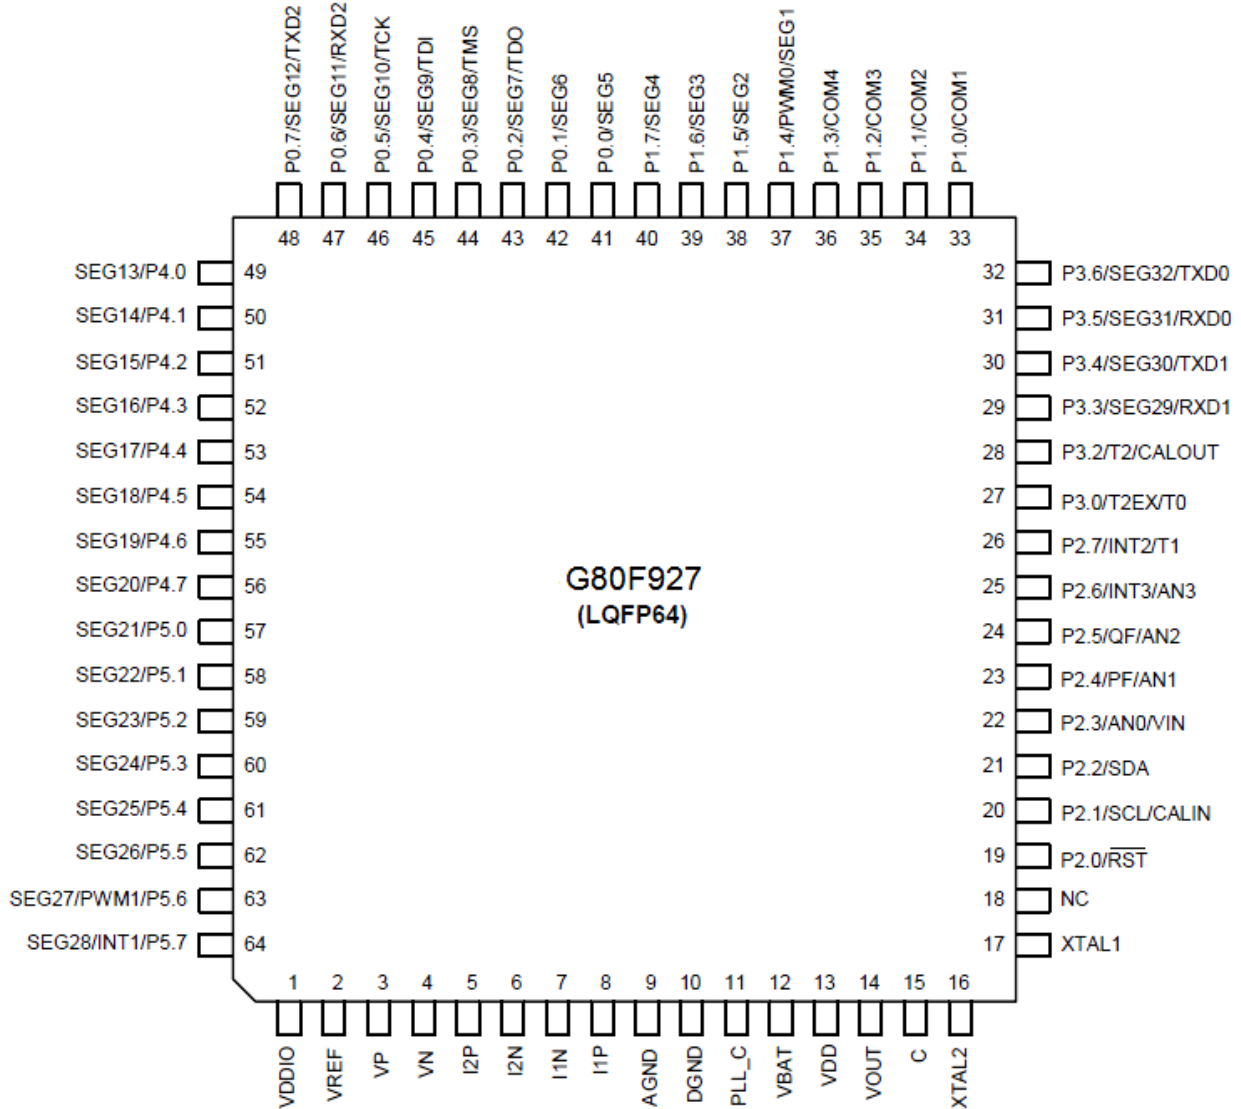 P0.7/SEG12/TXD2
P0.6/SEG11/RXD2
P0.5/SEG10/TCK
P0.4/SEG9/TDI
P0.3/SEG8/TMS
P0.2/SEG7/TDO
P0.1/SEG6
P0.0/SEG5
P1.7/SEG4
P1.6/SEG3
P1.5/SEG2
P1.4/PWM0/SEG1
P1.3/COM4
P1.2/COM3
P1.1/COM2
P1.0/COM1
48 47 46 45 44 43 42 41 40 39 38 37 36 35 34 33
SEG13/P4.0 49 32 P3.6/SEG32/TXD0
SEG14/P4.1 50 31 P3.5/SEG31/RXD0
SEG15/P4.2 51 30 P3.4/SEG30/TXD1
SEG16/P4.3 52 29 P3.3/SEG29/RXD1
SEG17/P4.4 53 28 P3.2/T2/CALOUT
SEG18/P4.5 54 27 P3.0/T2EX/T0
SEG19/P4.6 55 26 P2.7/INT2/T1
SEG20/P4.7 56 25 P2.6/INT3/AN3
G80F927
(LQFP64)
SEG21/P5.0 57 24 P2.5/QF/AN2
SEG22/P5.1 58 23 P2.4/PF/AN1
SEG23/P5.2 59 22 P2.3/AN0/VIN
SEG24/P5.3 60 21 P2.2/SDA
SEG25/P5.4 61 20 P2.1/SCL/CALIN
SEG26/P5.5 62 19 P2.0/RST
SEG27/PWM1/P5.6 63 18 NC
SEG28/INT1/P5.7 64 17 XTAL1
1 2 3 4 5 6 7 8 9 10 11 12 13 14 15 16
VDDIO
VREF
VP
VN
I2P
I2N
I1N
I1P
AGND
DGND
PLL_C
VBAT
VDD
VOUT
C
XTAL2